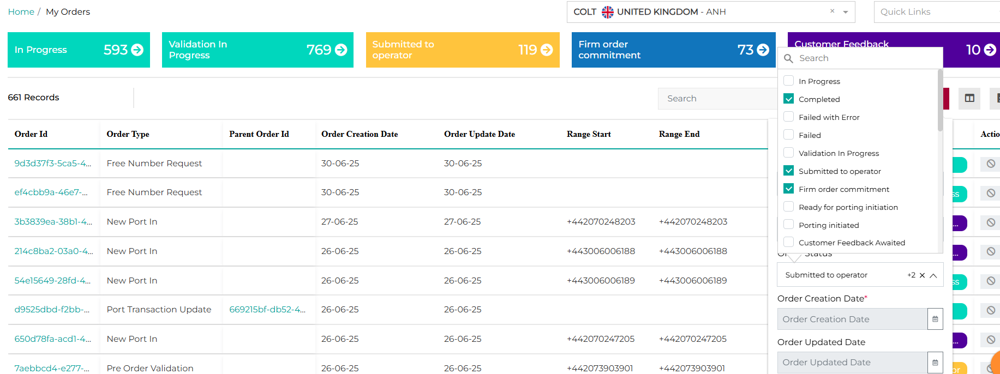 Home / My Orders
COLT UNITED KINGDOM - ANH × 
Quick Links
In Progress 593
Validation In Progress 769
Submitted to operator 119
Firm order commitment 73
Customer Feedback 10
661 Records
Search
Search
In Progress
Completed
Failed with Error
Failed
Validation In Progress
Submitted to operator
Firm order commitment
Ready for porting initiation
Porting initiated
Customer Feedback Awaited
Order Id Order Type Parent Order Id Order Creation Date Order Update Date Range Start Range End Actio
9d3d37f3-5ca5-4... Free Number Request 30-06-25 30-06-25
ef4cbb9a-46e7-... Free Number Request 30-06-25 30-06-25 ss
3b3839ea-38b1-4... New Port In 27-06-25 27-06-25 +442070248203 +442070248203 ...
214c8ba2-03a0-4... New Port In 26-06-25 26-06-25 +443006006188 +443006006188 ...
54e15649-28fd-4... New Port In 26-06-25 26-06-25 +443006006189 +443006006189 ss
d9525dbd-f2bb-... Port Transaction Update 669215bf-db52-4... 26-06-25 26-06-25
650d78fa-acd1-4... New Port In 26-06-25 26-06-25 +442070247205 +442070247205 ...
7aebbcd4-e277-... Pre Order Validation 26-06-25 26-06-25 +442073903901 +442073903901 or
Status
Submitted to operator +2 ×
Order Creation Date*
Order Creation Date
Order Updated Date
Order Updated Date